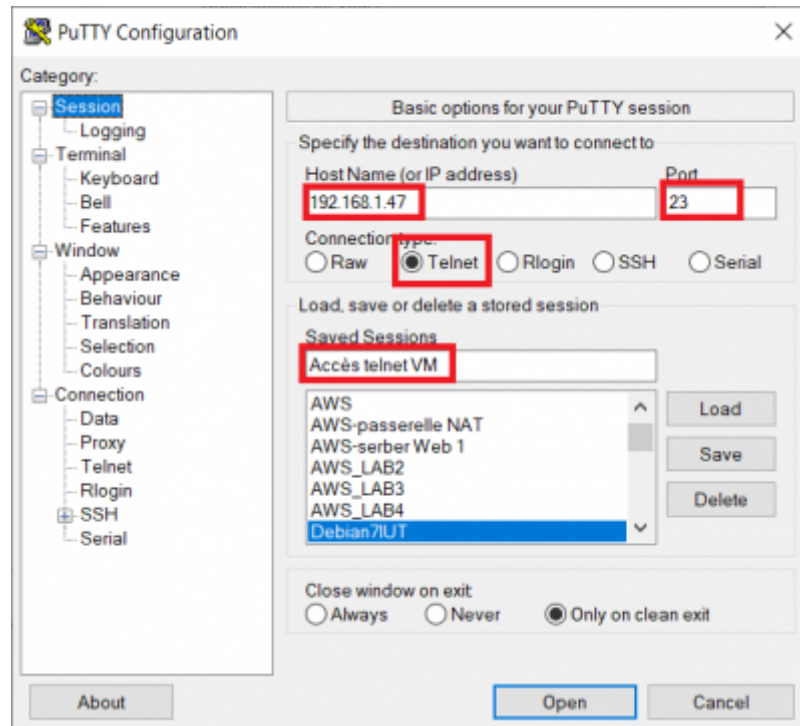 PuTTY Configuration
Category:
Session
Logging
Terminal
Keyboard
Bell
Features
Window
Appearance
Behaviour
Translation
Selection
Colours
Connection
Data
Proxy
Telnet
Rlogin
SSH
Serial
Basic options for your PuTTY session
Specify the destination you want to connect to
Host Name (or IP address) Port
192.168.1.47 23
Connection type:
Raw Telnet Rlogin SSH Serial
Load, save or delete a stored session
Saved Sessions
Accès telnet VM
AWS
AWS-passerelle NAT
AWS-serber Web 1
AWS_LAB2
AWS_LAB3
AWS_LAB4
Debian7IUT
Load
Save
Delete
Close window on exit
Always Never Only on clean exit
About Open Cancel